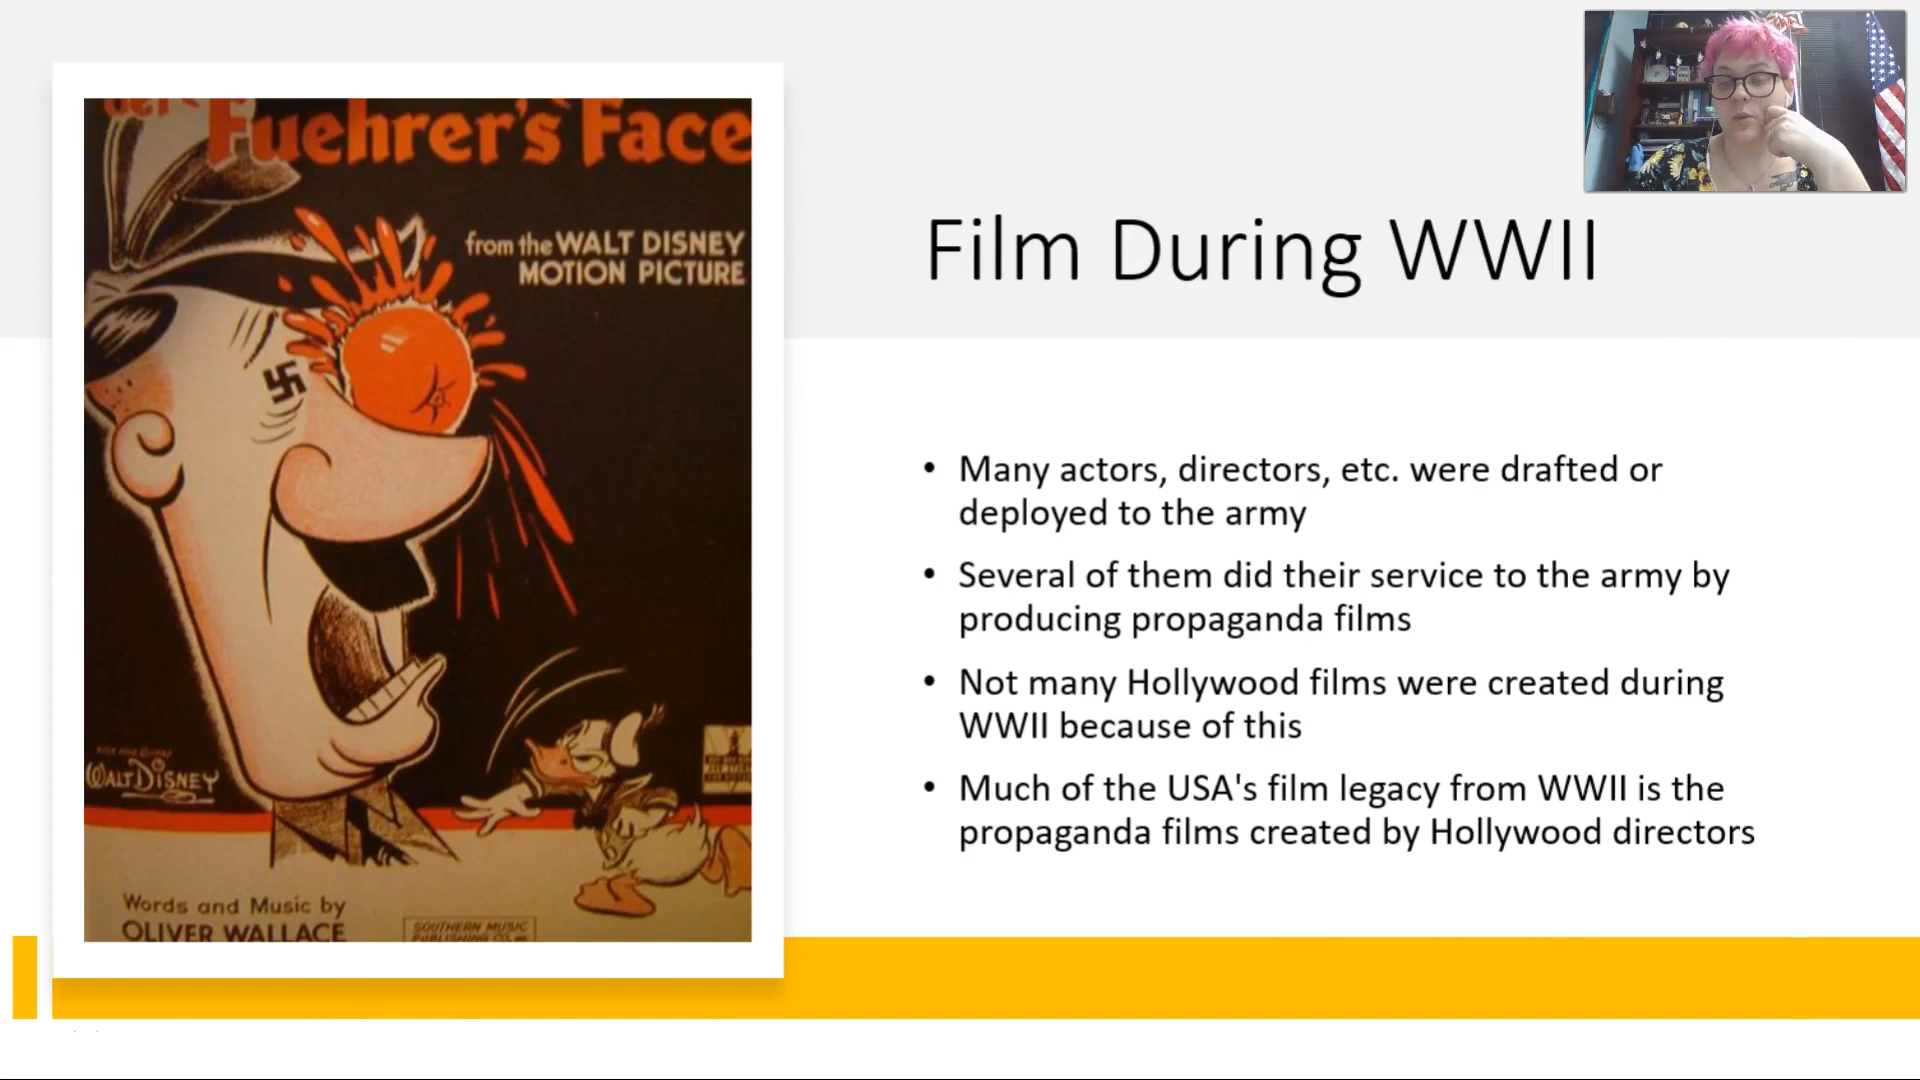 der
Fuehrer's Face
from the WALT DISNEY
MOTION PICTURE
WALT DISNEY
Words and Music by
OLIVER WALLACE
SOUTHERN MUSIC
PUBLISHING CO.
Film During WWII
• Many actors, directors, etc. were drafted or
deployed to the army
• Several of them did their service to the army by
producing propaganda films
• Not many Hollywood films were created during
WWII because of this
• Much of the USA's film legacy from WWII is the
propaganda films created by Hollywood directors